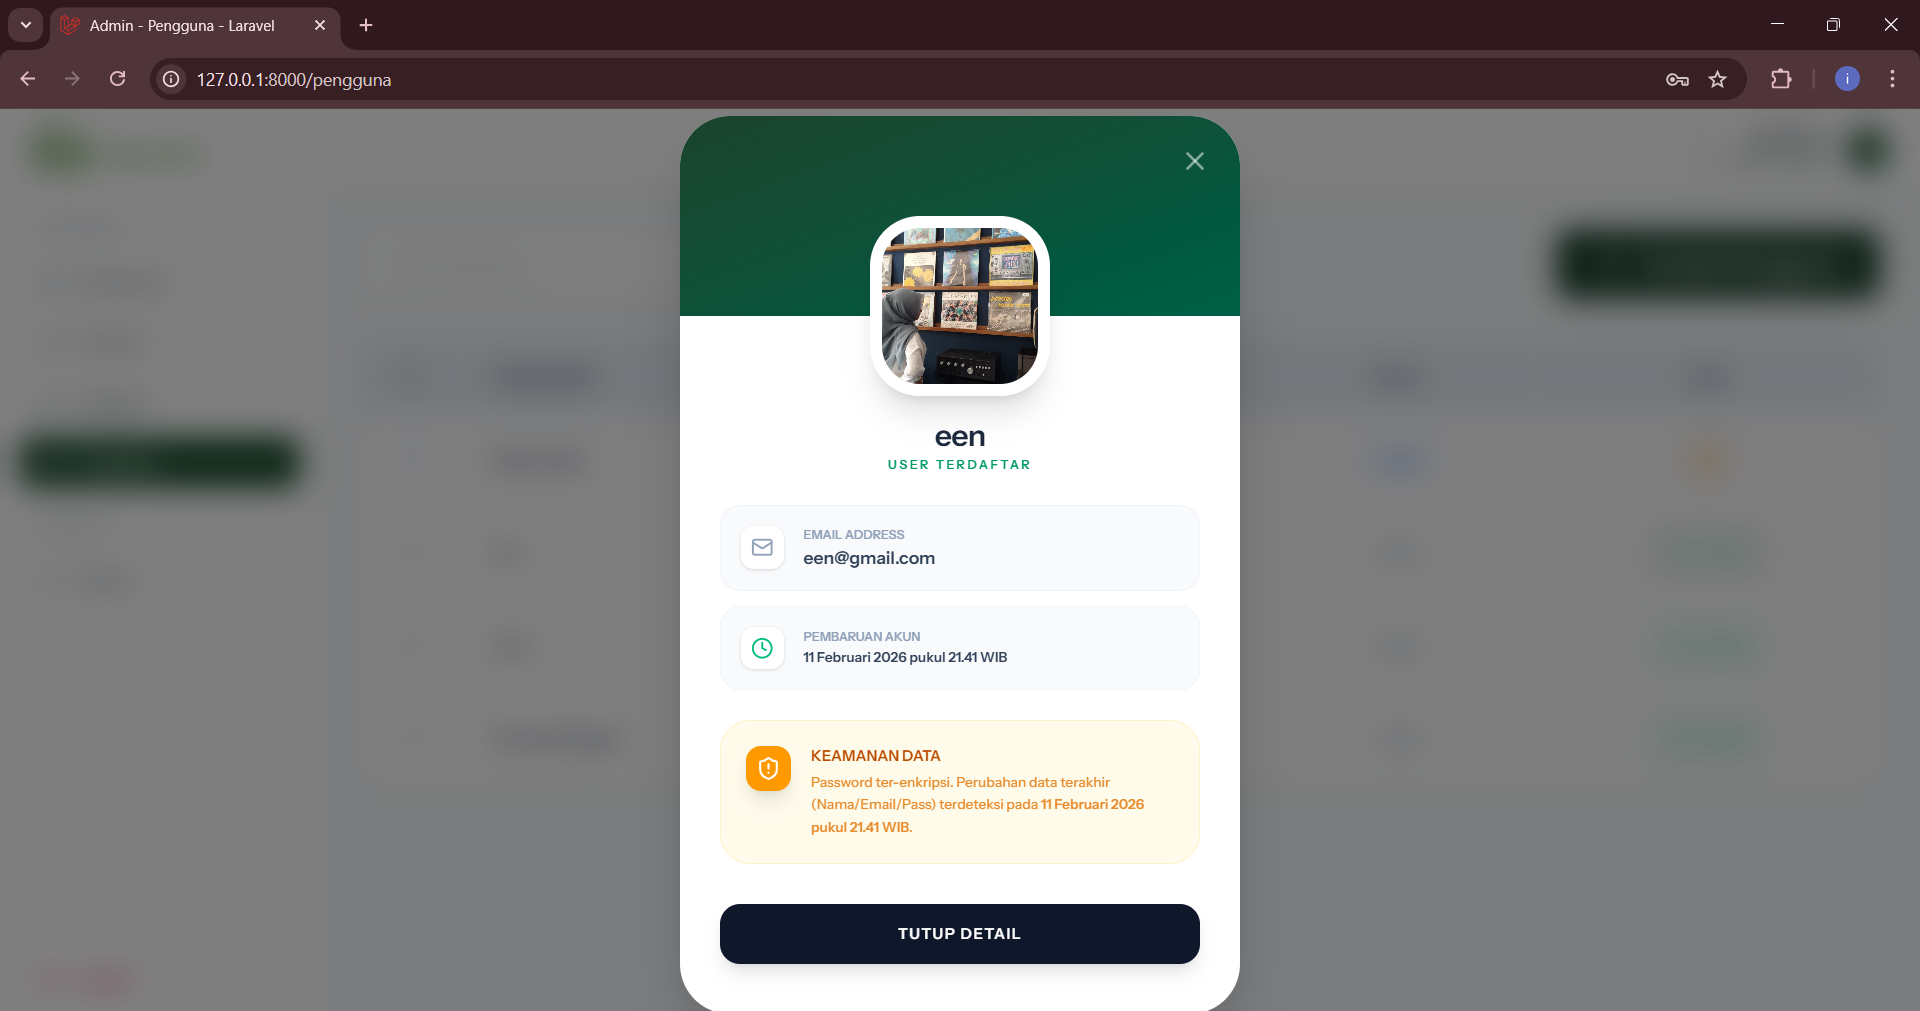 Admin - Pengguna - Laravel
127.0.0.1:8000/pengguna
i
een
USER TERDAFTAR
EMAIL ADDRESS
een@gmail.com
PEMBARUAN AKUN
11 Februari 2026 pukul 21.41 WIB
KEAMANAN DATA
Password ter-enkripsi. Perubahan data terakhir
(Nama/Email/Pass) terdeteksi pada 11 Februari 2026
pukul 21.41 WIB.
TUTUP DETAIL